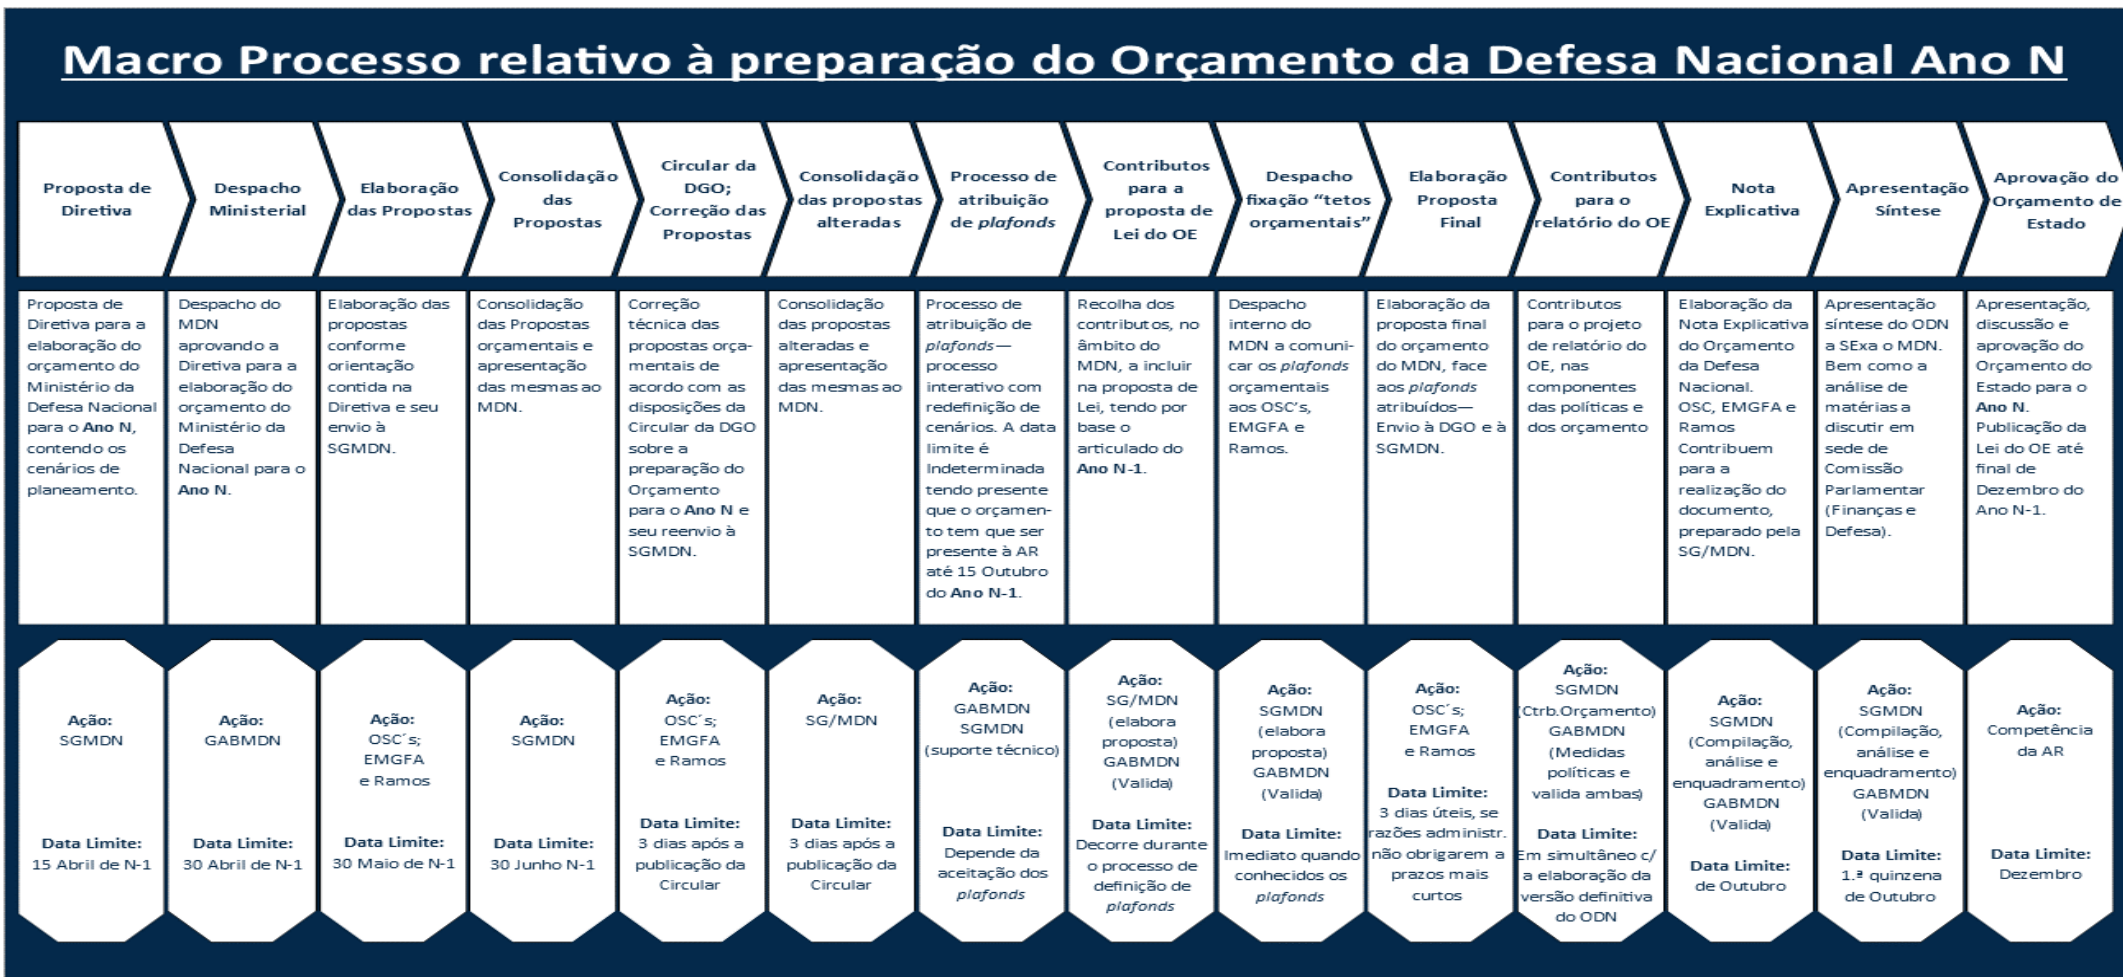 Macro Processo relativo à preparação do Orçamento da Defesa Nacional Ano N
Proposta de
Diretiva
Despacho
Ministerial
Elaboração
das Propostas
Consolidação
das
Propostas
Circular da
DGO;
Correção das
Propostas
Consolidação
das propostas
alteradas
Processo de
atribuição
de plafonds
Contributos
para a
proposta de
Lei do OE
Despacho
fixação “tetos
orçamentais”
Elaboração
Proposta
Final
Contributos
para o
relatório do OE
Nota
Explicativa
Apresentação
Síntese
Aprovação do
Orçamento de
Estado
Proposta de
Diretiva para a
elaboração do
orçamento do
Ministério da
Defesa Nacional
para o Ano N,
contendo os
cenários de
planeamento.
Despacho do
MDN
aprovando a
Diretiva para a
elaboração do
orçamento do
Ministério da
Defesa
Nacional para o
Ano N.
Elaboração das
propostas
conforme
orientação
contida na
Diretiva e seu
envio à
SGMDN.
Consolidação
das Propostas
orçamentais e
apresentação
das mesmas ao
MDN.
Correção
técnica das
propostas orça-
mentais de
acordo com as
disposições da
Circular da DGO
sobre a
preparação do
Orçamento
para o Ano N e
seu reenvio à
SGMDN.
Consolidação
das propostas
alteradas e
apresentação
das mesmas ao
MDN.
Processo de
atribuição de
plafonds—
processo
interativo com
redefinição de
cenários. A data
limite é
Indeterminada
tendo presente
que o orçamen-
to tem que ser
presente à AR
até 15 Outubro
do Ano N-1.
Recolha dos
contributos, no
âmbito do
MDN, a incluir
na proposta de
Lei, tendo por
base o
articulado do
Ano N-1.
Despacho
interno do
MDN a comuni-
car os plafonds
orçamentais
aos OSC’s,
EMGFA e
Ramos.
Elaboração da
proposta final
do orçamento
do MDN, face
aos plafonds
atribuídos—
Envio à DGO e à
SGMDN.
Contributos
para o projeto
de relatório do
OE, nas
componentes
das políticas e
dos orçamento
Elaboração da
Nota Explicativa
do Orçamento
da Defesa
Nacional.
OSC, EMGFA e
Ramos
Contribuem
para a
realização do
documento,
preparado pela
SG/MDN.
Apresentação
síntese do ODN
a SExa o MDN.
Bem como a
análise de
matérias a
discutir em
sede de
Comissão
Parlamentar
(Finanças e
Defesa).
Apresentação,
discussão e
aprovação do
Orçamento do
Estado para o
Ano N.
Publicação da
Lei do OE até
final de
Dezembro do
Ano N-1.
Ação:
SGMDN
Data Limite:
15 Abril de N-1
Ação:
GABMDN
Data Limite:
30 Abril de N-1
Ação:
OSC´s;
EMGFA
e Ramos
Data Limite:
30 Maio de N-1
Ação:
SGMDN
Data Limite:
30 Junho N-1
Ação:
OSC´s;
EMGFA
e Ramos
Data Limite:
3 dias após a
publicação da
Circular
Ação:
SG/MDN
Data Limite:
3 dias após a
publicação da
Circular
Ação:
GABMDN
SGMDN
(suporte técnico)
Data Limite:
Depende da
aceitação dos
plafonds
Ação:
SG/MDN
(elabora
proposta)
GABMDN
(Valida)
Data Limite:
Decorre durante
o processo de
definição de
plafonds
Ação:
SGMDN
(elabora
proposta)
GABMDN
(Valida)
Data Limite:
Imediato quando
conhecidos os
plafonds
Ação:
OSC´s;
EMGFA
e Ramos
Data Limite:
3 dias úteis, se
razões administr.
não obrigarem a
prazos mais
curtos
Ação:
SGMDN
(Ctrb.Orçamento)
GABMDN
(Medidas
políticas e
valida ambas)
Data Limite:
Em simultâneo c/
a elaboração da
versão definitiva
do ODN
Ação:
SGMDN
(Compilação,
análise e
enquadramento)
GABMDN
(Valida)
Data Limite:
de Outubro
Ação:
SGMDN
(Compilação,
análise e
enquadramento)
GABMDN
(Valida)
Data Limite:
1.ª quinzena
de Outubro
Ação:
Competência
da AR
Data Limite:
Dezembro